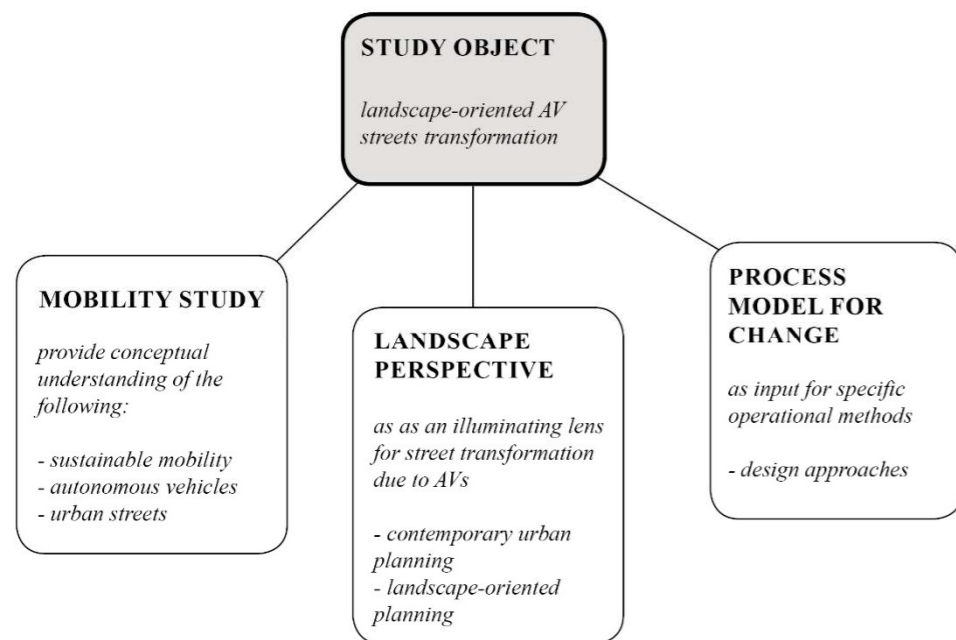 STUDY OBJECT
landscape-oriented AV
streets transformation
MOBILITY STUDY
provide conceptual
understanding of the
following:
- sustainable mobility
- autonomous vehicles
- urban streets
LANDSCAPE
PERSPECTIVE
as as an illuminating lens
for street transformation
due to AVs
- contemporary urban
planning
- landscape-oriented
planning
PROCESS
MODEL FOR
CHANGE
as input for specific
operational methods
- design approaches